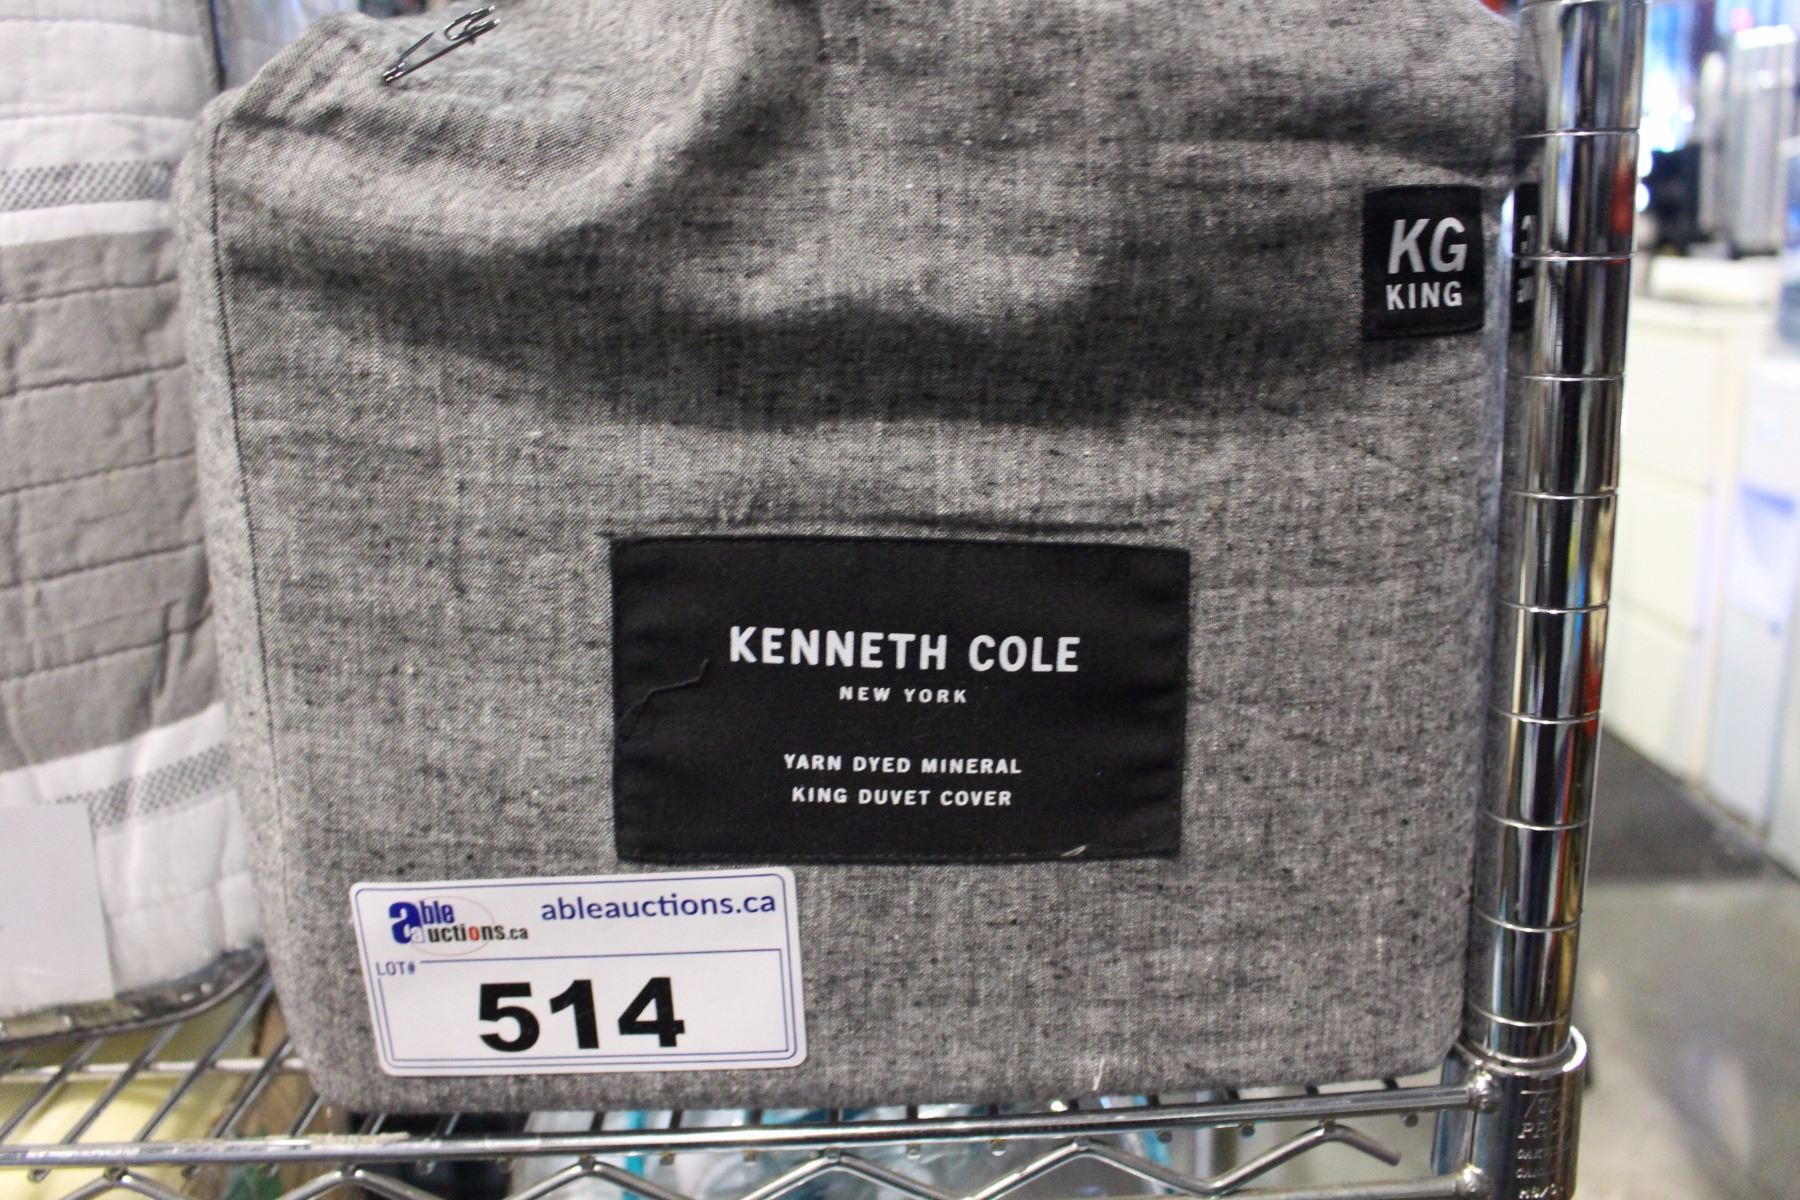 KG
KING
KENNETH COLE
NEW YORK
YARN DYED MINERAL
KING DUVET COVER
able auctions.ca
ableauctions.ca
LOT#
514